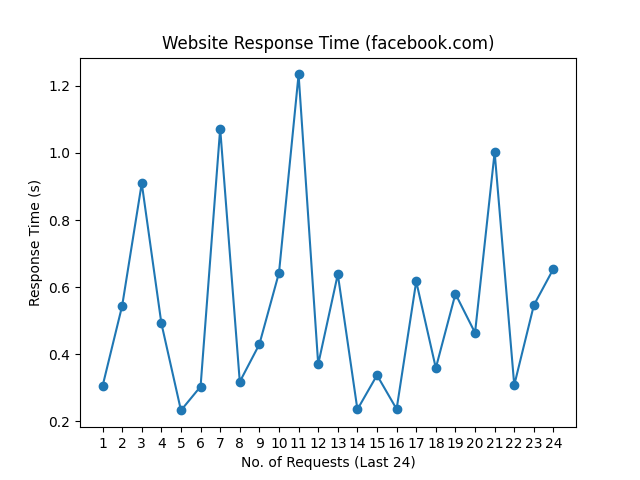 Website Response Time (facebook.com)
Response Time (s)
1.2
1.0
0.8
0.6
0.4
0.2
1 2 3 4 5 6 7 8 9 10 11 12 13 14 15 16 17 18 19 20 21 22 23 24
No. of Requests (Last 24)